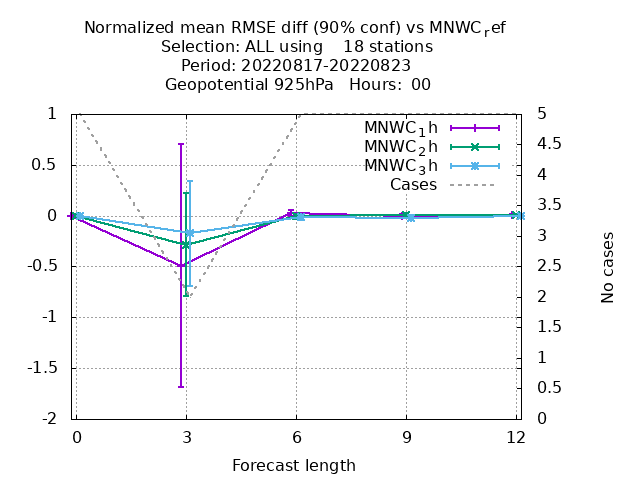 Normalized mean RMSE diff (90% conf) vs MNWC_ref
Selection: ALL using    18 stations
Period: 20220817-20220823
Geopotential 925hPa   Hours:  00
MNWC_1h
MNWC_2h
MNWC_3h
Cases
1
0.5
0
-0.5
-1
-1.5
-2
5
4.5
4
3.5
3
2.5
2
1.5
1
0.5
0
No cases
0 3 6 9 12
Forecast length